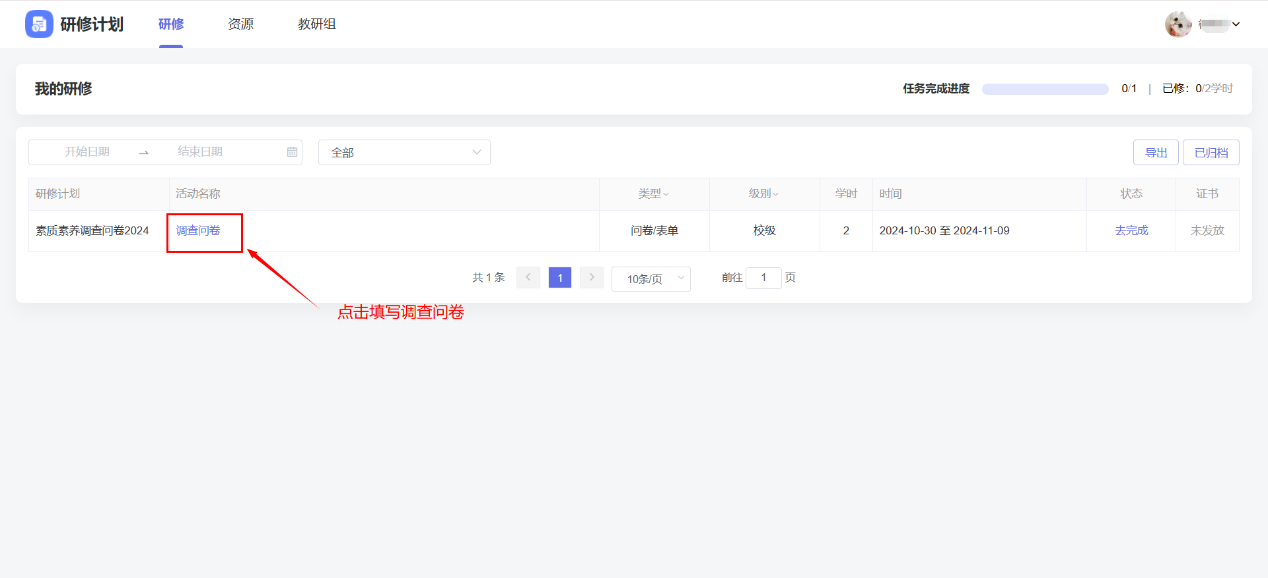 研修计划 研修 资源 教研组
我的研修 任务完成进度 0/1 | 已修: 0/2学时
开始日期 → 结束日期 全部 导出 已归档
研修计划 活动名称 类型 级别 学时 时间 状态 证书
素质素养调查问卷2024 调查问卷 问卷/表单 校级 2 2024-10-30 至 2024-11-09 去完成 未发放
共 1 条 < 1 > 10条/页 前往 1 页
点击填写调查问卷